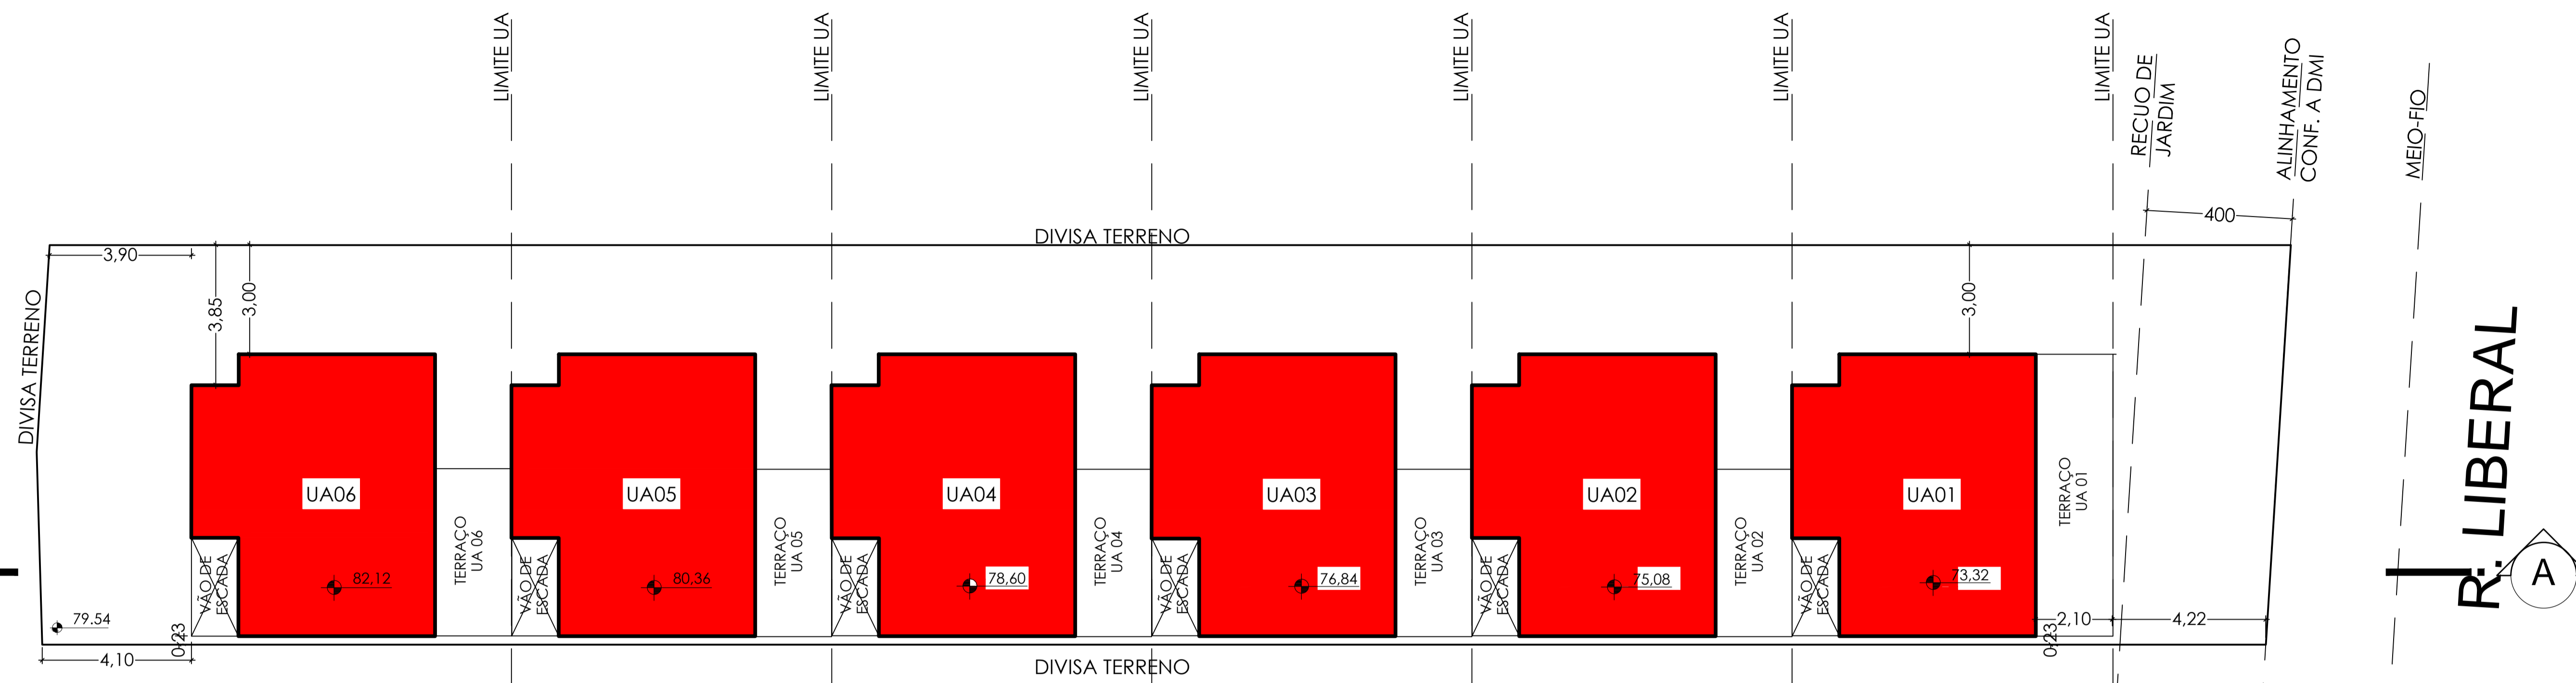 LIMITE UA
LIMITE UA
LIMITE UA
LIMITE UA
LIMITE UA
LIMITE UA
RECUO DE
JARDIM
ALINHAMENTO
CONF. A DMI
MEIO-FIO
400
DIVISA TERRENO
3,90
3,85
3,00
3,00
DIVISA TERRENO
R: LIBERAL
A
UA06
UA05
UA04
UA03
UA02
UA01
TERRAÇO
UA 06
TERRAÇO
UA 05
TERRAÇO
UA 04
TERRAÇO
UA 03
TERRAÇO
UA 02
TERRAÇO
UA 01
VÃO DE
ESCADA
82,12
VÃO DE
ESCADA
80,36
VÃO DE
ESCADA
78,60
VÃO DE
ESCADA
76,84
VÃO DE
ESCADA
75,08
VÃO DE
ESCADA
73,32
79.54
0,23
4,10
0,23
2,10
4,22
DIVISA TERRENO